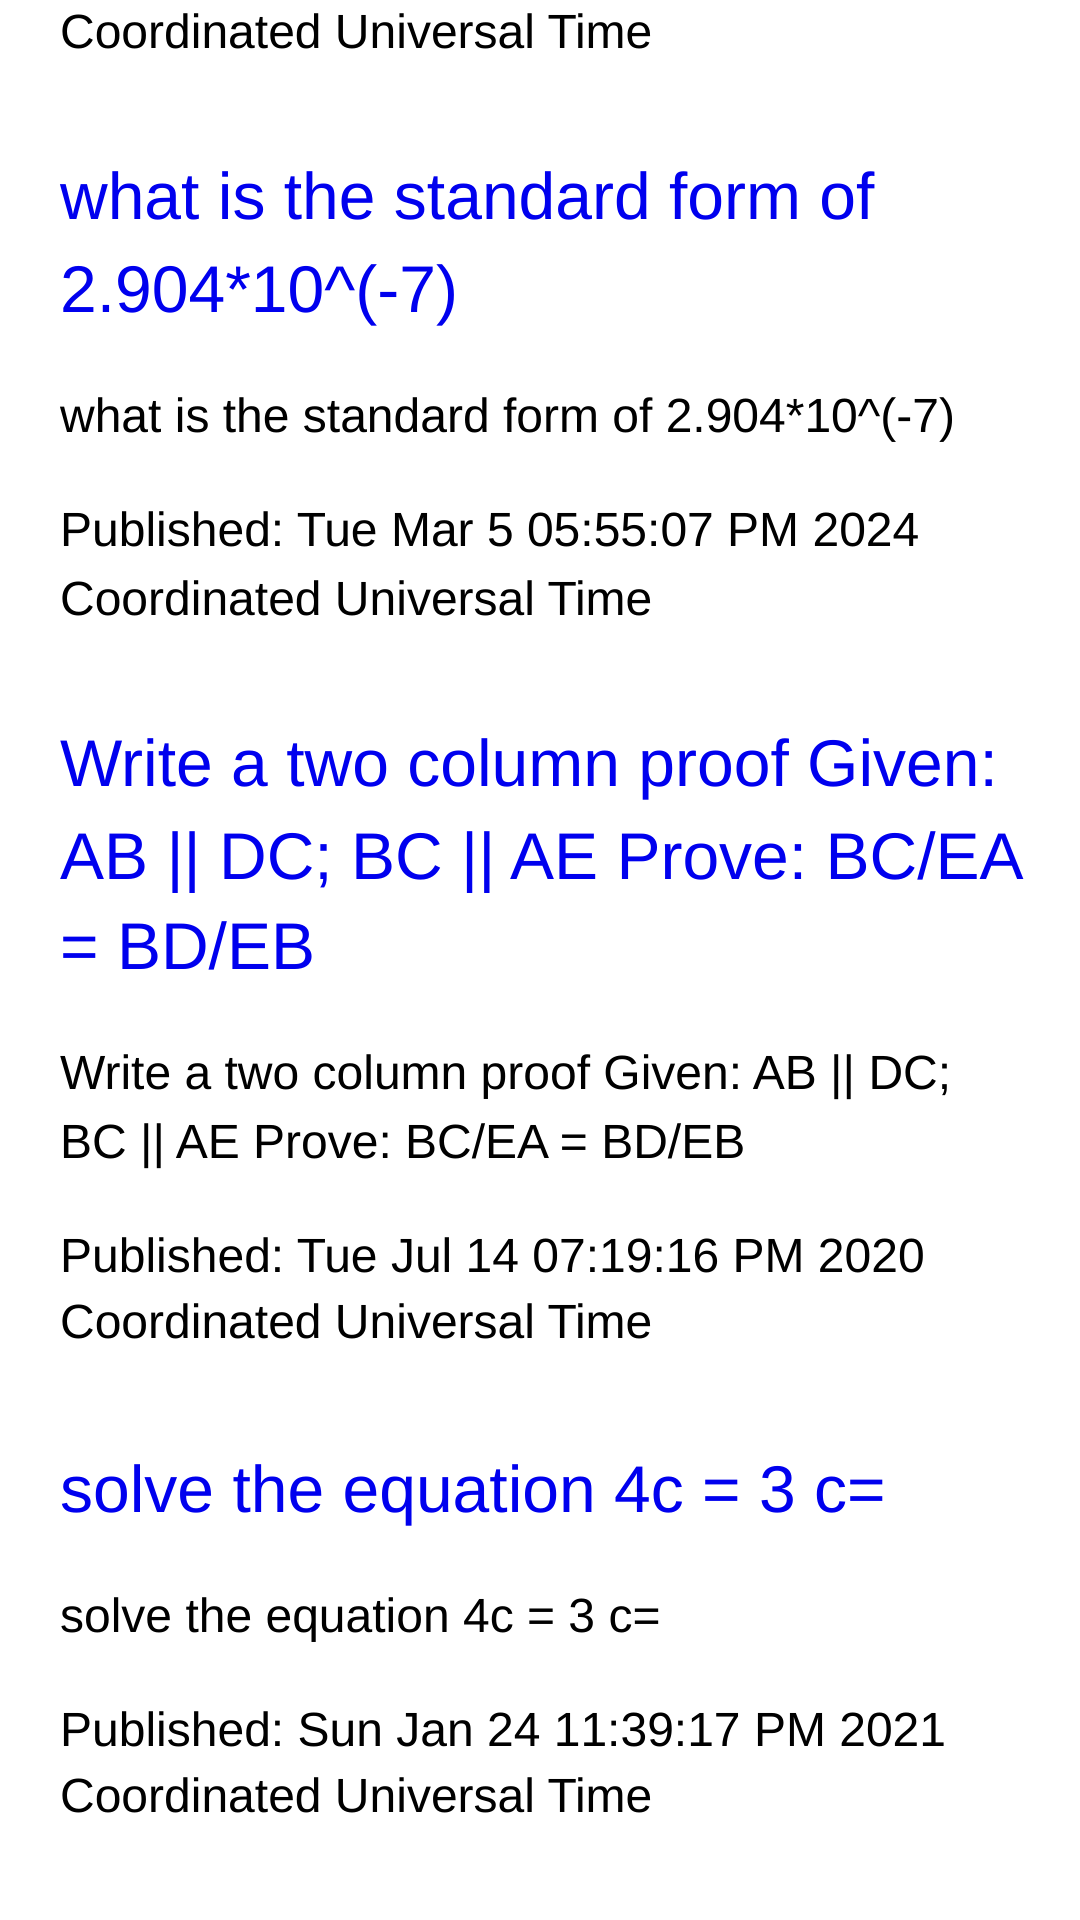 Coordinated Universal Time
what is the standard form of
2.904*10^(-7)
what is the standard form of 2.904*10^(-7)
Published: Tue Mar 5 05:55:07 PM 2024
Coordinated Universal Time
Write a two column proof Given:
AB || DC; BC || AE Prove: BC/EA
= BD/EB
Write a two column proof Given: AB || DC;
BC || AE Prove: BC/EA = BD/EB
Published: Tue Jul 14 07:19:16 PM 2020
Coordinated Universal Time
solve the equation 4c = 3 c=
solve the equation 4c = 3 c=
Published: Sun Jan 24 11:39:17 PM 2021
Coordinated Universal Time